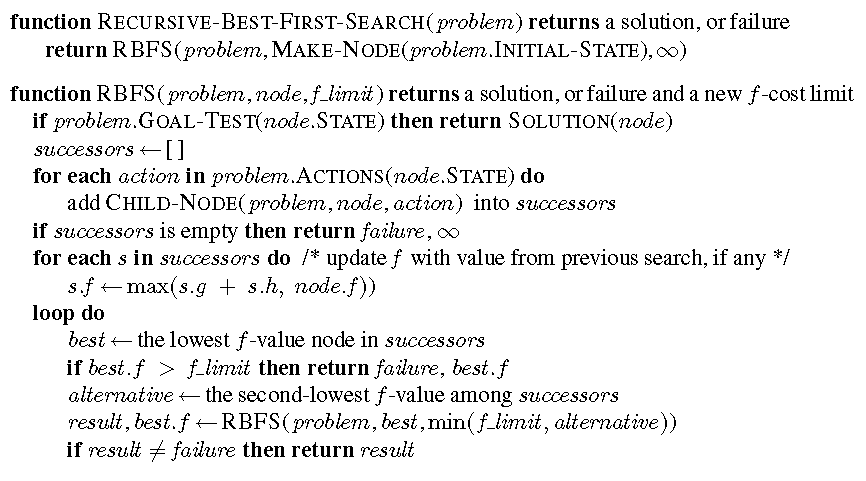 function RECURSIVE-BEST-FIRST-SEARCH(problem) returns a solution, or failure
return RBFS(problem, MAKE-NODE(problem.INITIAL-STATE), ∞)
function RBFS(problem, node, f_limit) returns a solution, or failure and a new f-cost limit
if problem.GOAL-TEST(node.STATE) then return SOLUTION(node)
successors ← [ ]
for each action in problem.ACTIONS(node.STATE) do
add CHILD-NODE(problem, node, action) into successors
if successors is empty then return failure, ∞
for each s in successors do /* update f with value from previous search, if any */
s.f ← max(s.g + s.h, node.f))
loop do
best ← the lowest f-value node in successors
if best.f > f_limit then return failure, best.f
alternative ← the second-lowest f-value among successors
result, best.f ← RBFS(problem, best, min(f_limit, alternative))
if result ≠ failure then return result